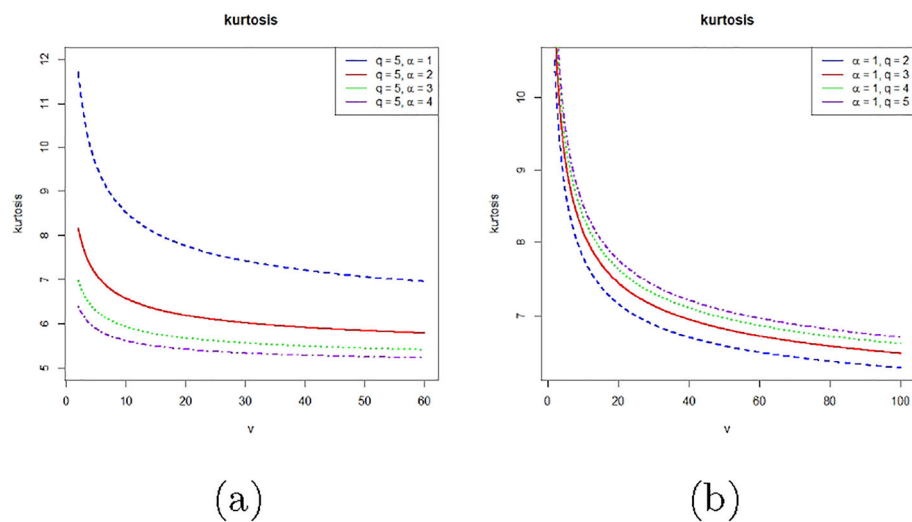 kurtosis
q = 5, α = 1
q = 5, α = 2
q = 5, α = 3
q = 5, α = 4
12
11
10
9
8
7
6
5
kurtosis
0 10 20 30 40 50 60
v
(a)
kurtosis
α = 1, q = 2
α = 1, q = 3
α = 1, q = 4
α = 1, q = 5
10
9
8
7
kurtosis
0 20 40 60 80 100
v
(b)